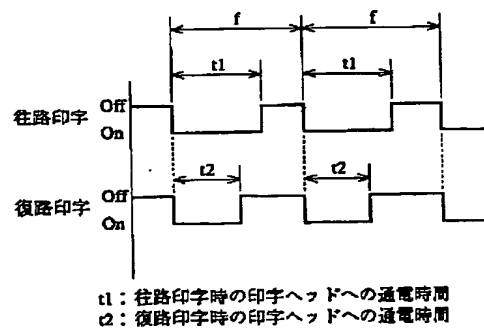 f f
t1 t1
往路印字 Off
On
t2 t2
復路印字 Off
On
t1：往路印字時の印字ヘッドへの通電時間
t2：復路印字時の印字ヘッドへの通電時間